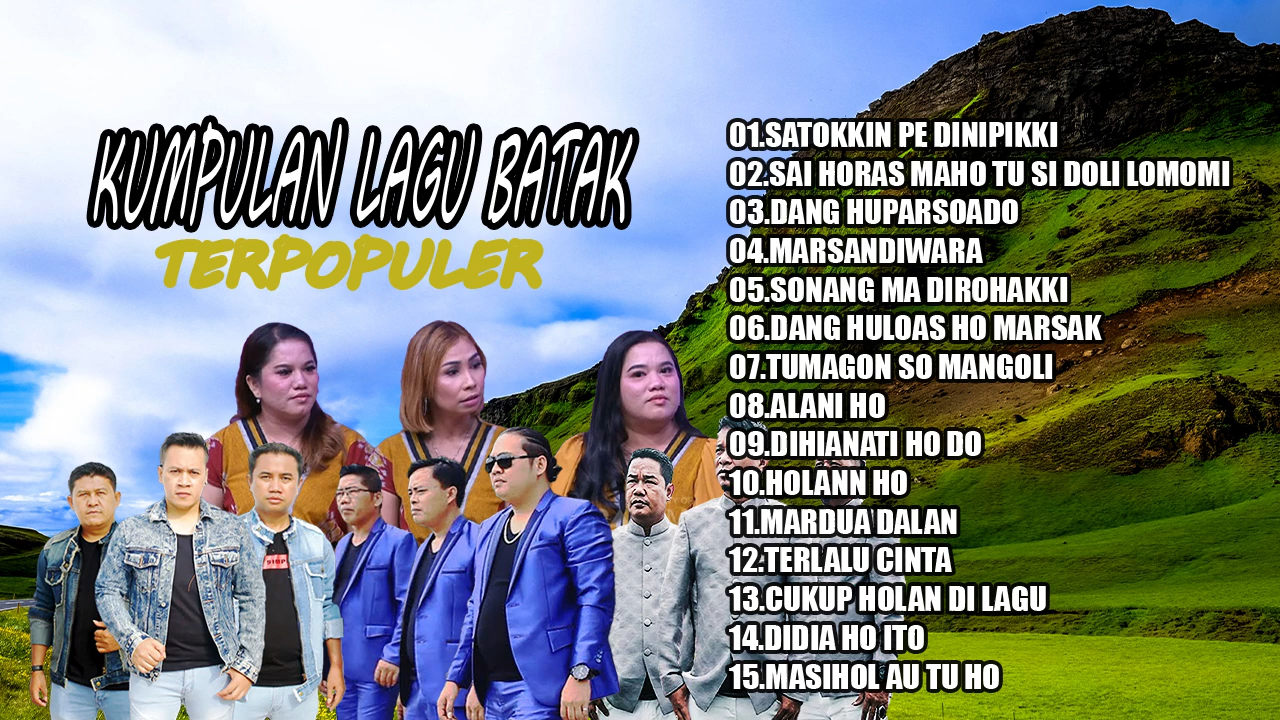 KUMPULAN LAGU BATAK
TERPOPULER
01.SATOKKIN PE DINIPIKKI
02.SAI HORAS MAHO TU SI DOLI LOMOMI
03.DANG HUPARSOADO
04.MARSANDIWARA
05.SONANG MA DIROHAKKI
06.DANG HULOAS HO MARSAK
07.TUMAGON SO MANGOLI
08.ALANI HO
09.DIHIANATI HO DO
10.HOLANN HO
11.MARDUA DALAN
12.TERLALU CINTA
13.CUKUP HOLAN DI LAGU
14.DIDIA HO ITO
15.MASIHOL AU TU HO